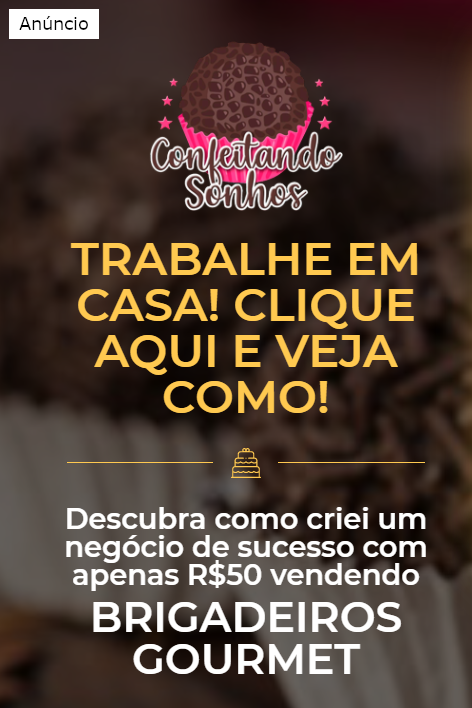 Anúncio
Confeitando
Sonhos
TRABALHE EM
CASA! CLIQUE
AQUI E VEJA
COMO!
Descubra como criei um
negócio de sucesso com
apenas R$50 vendendo
BRIGADEIROS
GOURMET